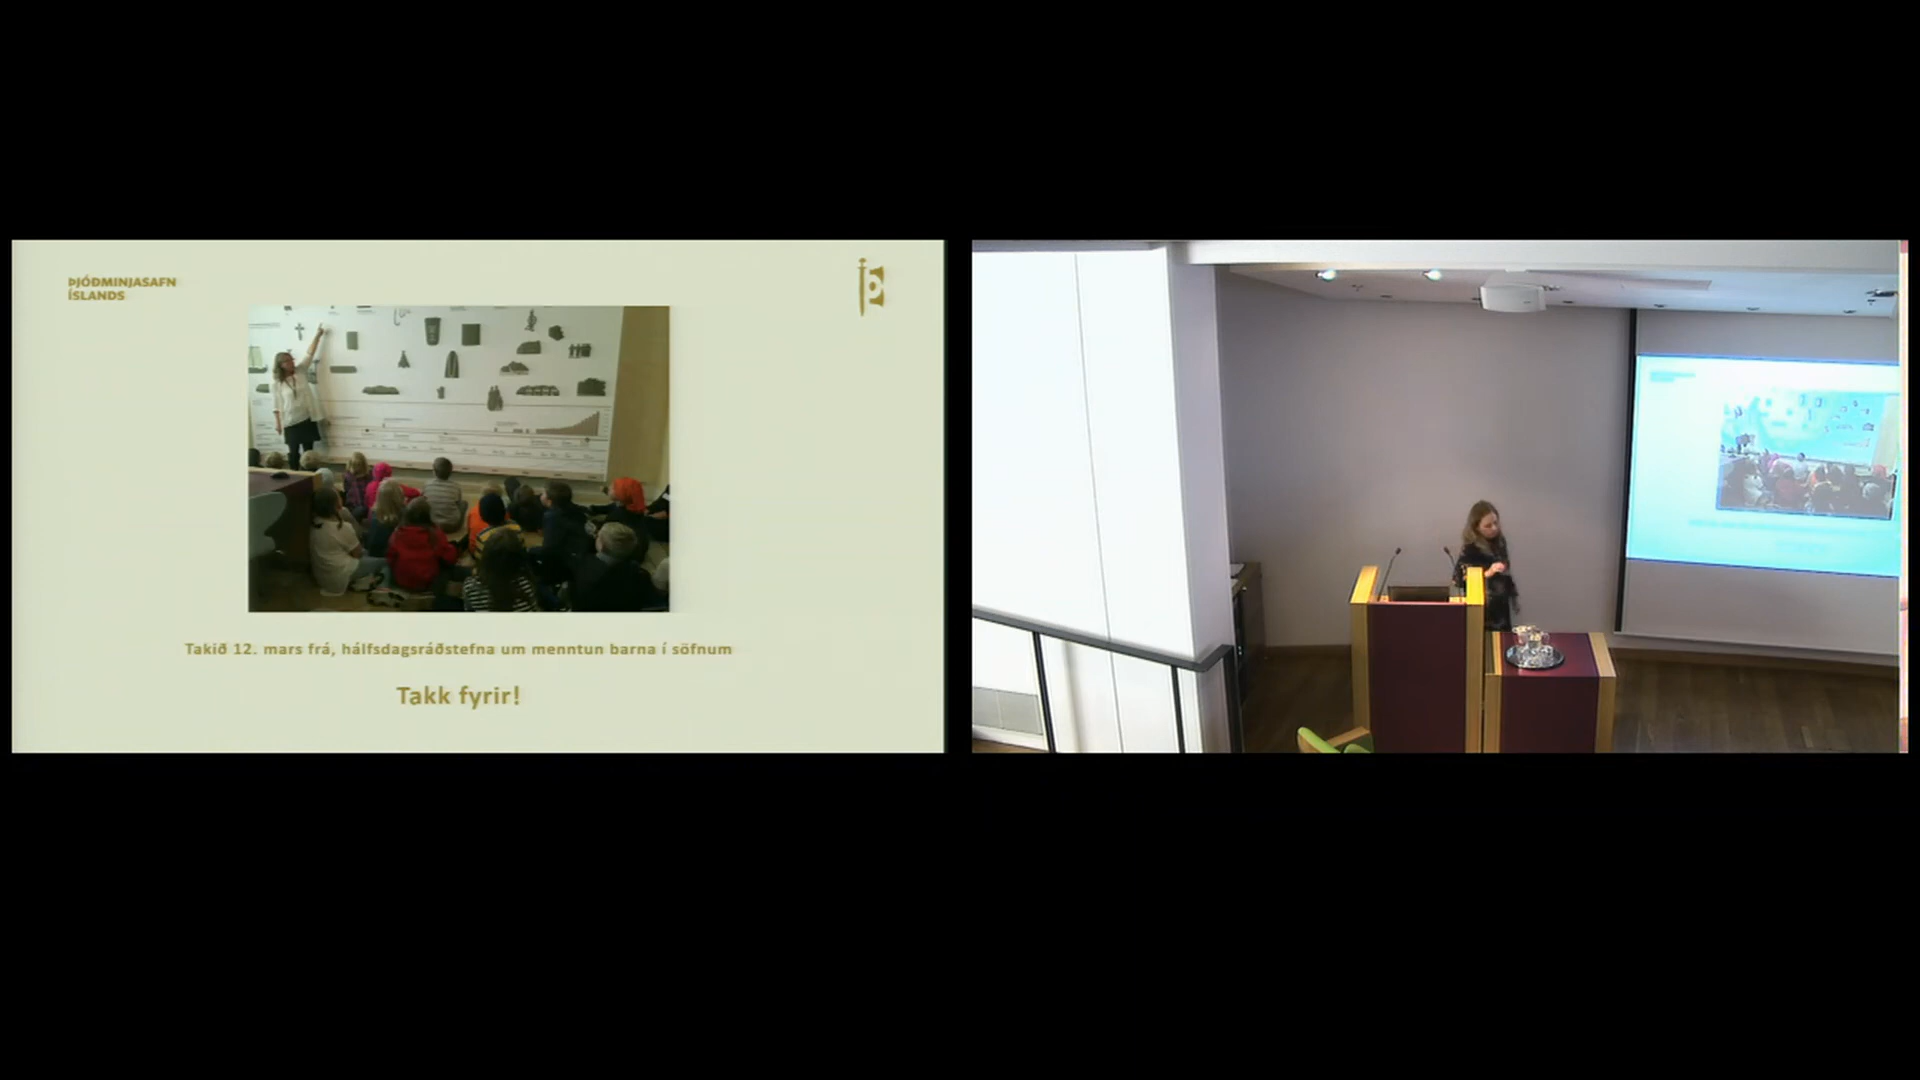 ÞJÓÐMINJASAFN
ÍSLANDS
Takið 12. mars frá, hálfsdagsráðstefna um menntun barna í söfnum
Takk fyrir!